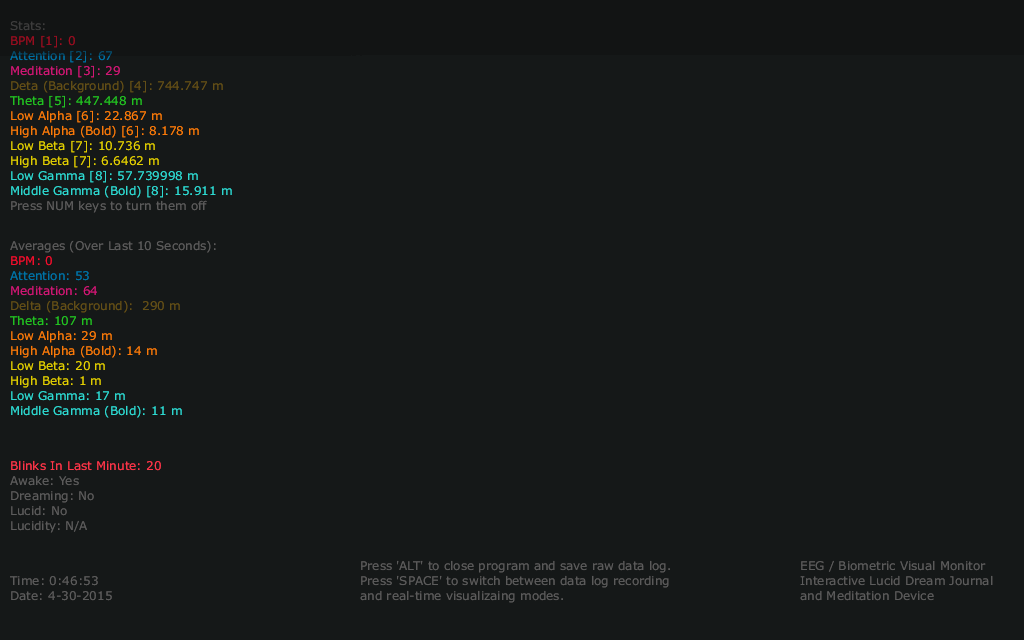 Stats:
BPM [1]: 0
Attention [2]: 67
Meditation [3]: 29
Deta (Background) [4]: 744.747 m
Theta [5]: 447.448 m
Low Alpha [6]: 22.867 m
High Alpha (Bold) [6]: 8.178 m
Low Beta [7]: 10.736 m
High Beta [7]: 6.6462 m
Low Gamma [8]: 57.739998 m
Middle Gamma (Bold) [8]: 15.911 m
Press NUM keys to turn them off
Averages (Over Last 10 Seconds):
BPM: 0
Attention: 53
Meditation: 64
Delta (Background):  290 m
Theta: 107 m
Low Alpha: 29 m
High Alpha (Bold): 14 m
Low Beta: 20 m
High Beta: 1 m
Low Gamma: 17 m
Middle Gamma (Bold): 11 m
Blinks In Last Minute: 20
Awake: Yes
Dreaming: No
Lucid: No
Lucidity: N/A
Time: 0:46:53
Date: 4-30-2015
Press 'ALT' to close program and save raw data log.
Press 'SPACE' to switch between data log recording
and real-time visualizaing modes.
EEG / Biometric Visual Monitor
Interactive Lucid Dream Journal
and Meditation Device